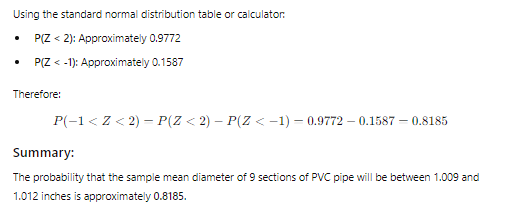 Using the standard normal distribution table or calculator:
• P(Z < 2): Approximately 0.9772
• P(Z < -1): Approximately 0.1587
Therefore:
P(−1 < Z < 2) = P(Z < 2) − P(Z < −1) = 0.9772 − 0.1587 = 0.8185
Summary:
The probability that the sample mean diameter of 9 sections of PVC pipe will be between 1.009 and
1.012 inches is approximately 0.8185.